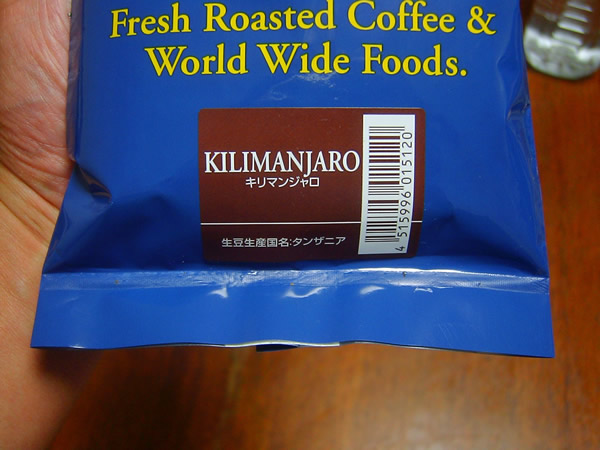 Fresh Roasted Coffee &
World Wide Foods.
KILIMANJARO
キリマンジャロ
生豆生産国名:タンザニア
4 515996 015120